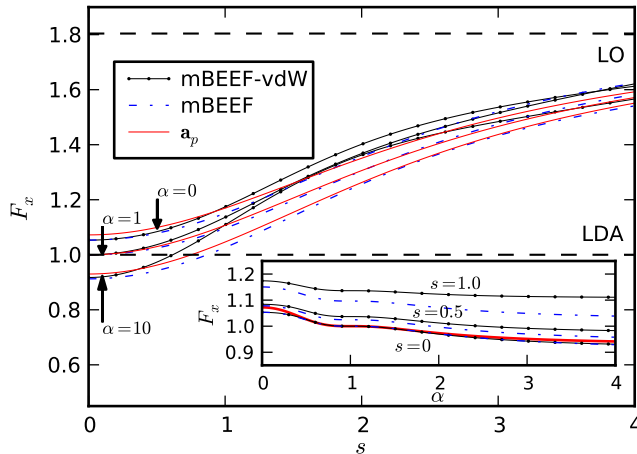 1.8
1.6
1.4
1.2
1.0
0.8
0.6
F_x
LO
mBEEF-vdW
mBEEF
a_p
α=0
α=1
LDA
α=10
1.2
1.1
1.0
0.9
F_x
s=1.0
s=0.5
s=0
0 1 2 3 4
α
0 1 2 3 4
s